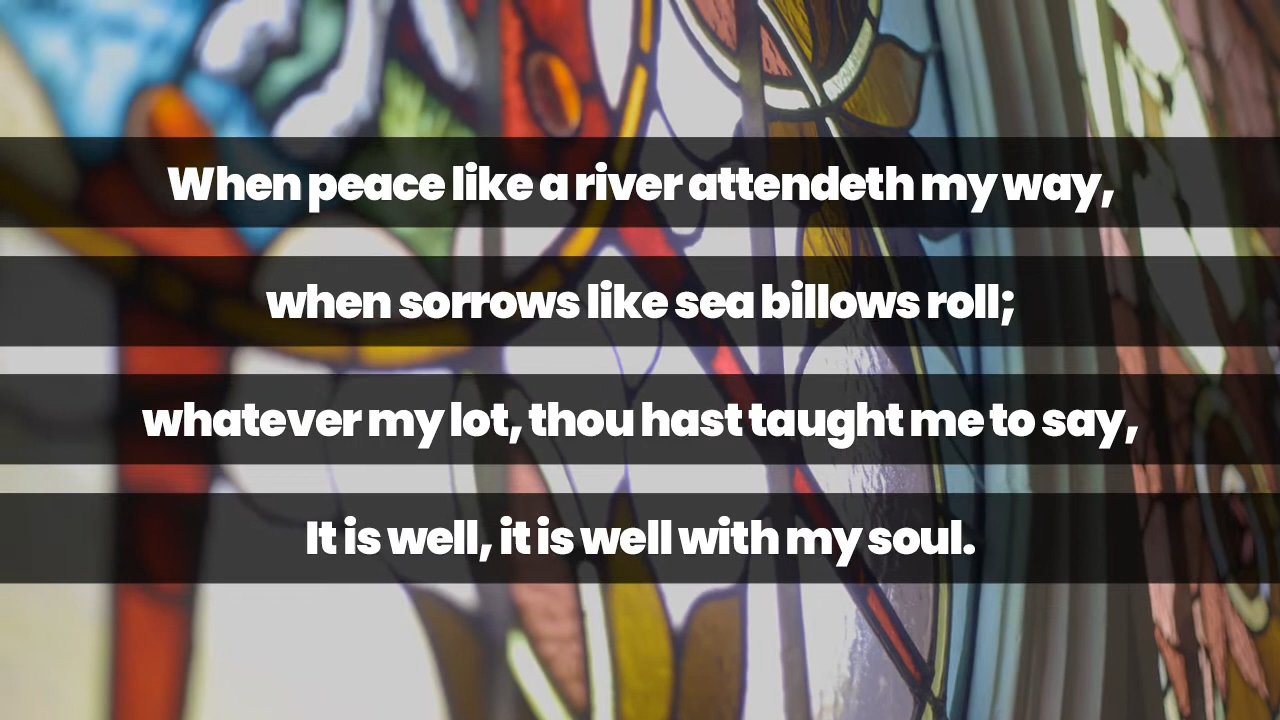 When peace like a river attendeth my way,
when sorrows like sea billows roll;
whatever my lot, thou hast taught me to say,
It is well, it is well with my soul.